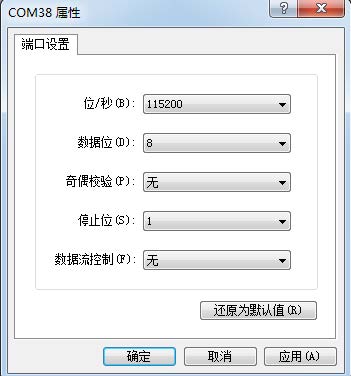 COM38 属性
端口设置
位/秒(B): 115200
数据位(D): 8
奇偶校验(P): 无
停止位(S): 1
数据流控制(F): 无
还原为默认值(R)
确定 取消 应用(A)